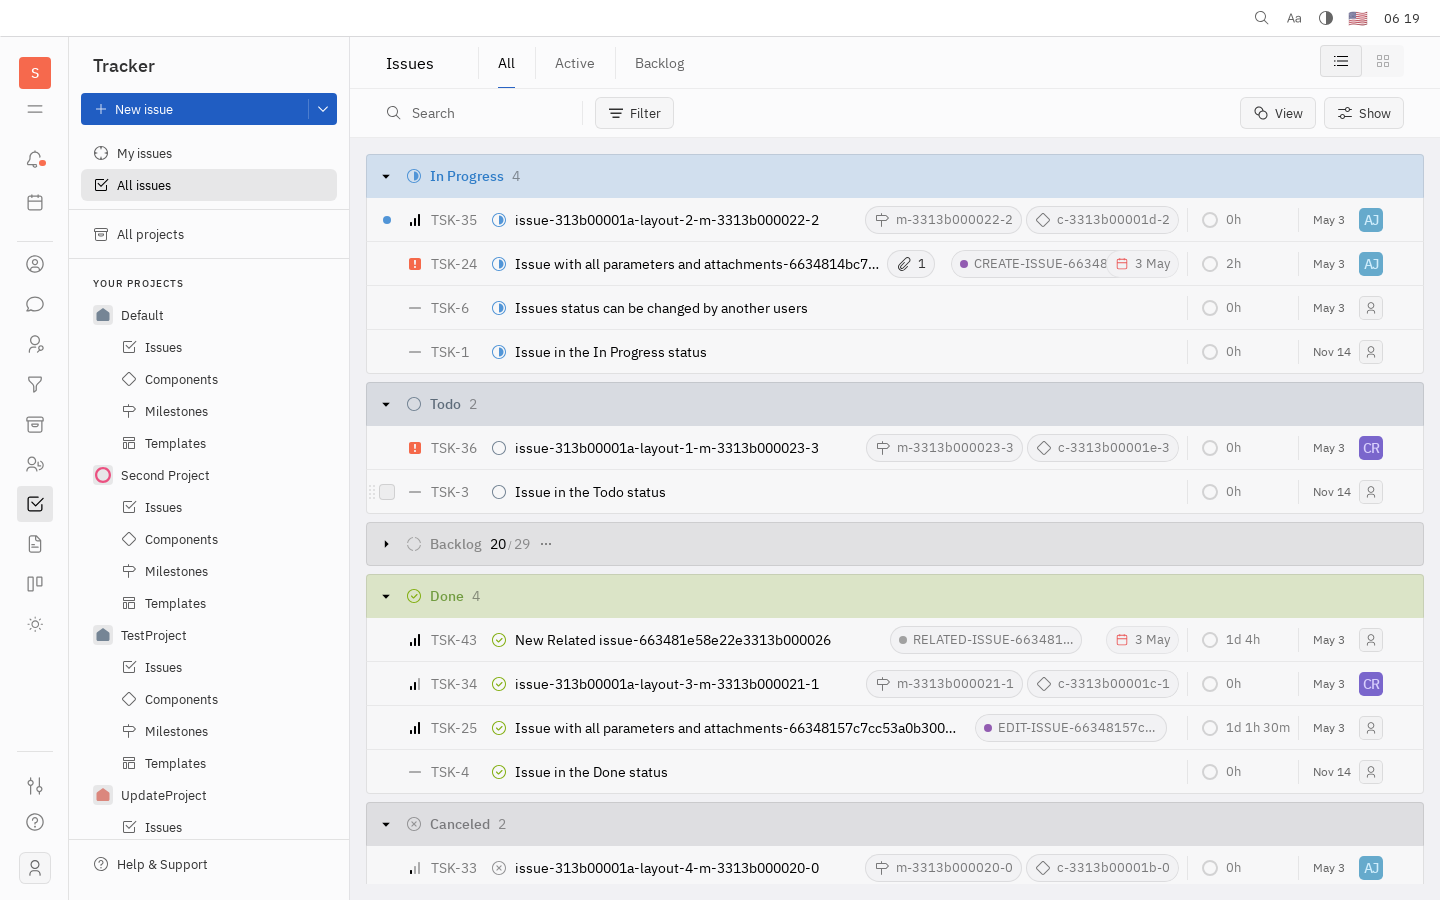 Aa
06 19
S
Tracker
New issue
My issues
All issues
All projects
YOUR PROJECTS
Default
Issues
Components
Milestones
Templates
Second Project
Issues
Components
Milestones
Templates
TestProject
Issues
Components
Milestones
Templates
UpdateProject
Issues
Help & Support
Issues
All
Active
Backlog
Search
Filter
View
Show
In Progress 4
TSK-35 issue-313b00001a-layout-2-m-3313b000022-2 m-3313b000022-2 c-3313b00001d-2 0h May 3 AJ
TSK-24 Issue with all parameters and attachments-6634814bc7... 1 CREATE-ISSUE-66348 3 May 2h May 3 AJ
TSK-6 Issues status can be changed by another users 0h May 3
TSK-1 Issue in the In Progress status 0h Nov 14
Todo 2
TSK-36 issue-313b00001a-layout-1-m-3313b000023-3 m-3313b000023-3 c-3313b00001e-3 0h May 3 CR
TSK-3 Issue in the Todo status 0h Nov 14
Backlog 20/29 ...
Done 4
TSK-43 New Related issue-663481e58e22e3313b000026 RELATED-ISSUE-663481... 3 May 1d 4h May 3
TSK-34 issue-313b00001a-layout-3-m-3313b000021-1 m-3313b000021-1 c-3313b00001c-1 0h May 3 CR
TSK-25 Issue with all parameters and attachments-66348157c7cc53a0b300... EDIT-ISSUE-66348157c... 1d 1h 30m May 3
TSK-4 Issue in the Done status 0h Nov 14
Canceled 2
TSK-33 issue-313b00001a-layout-4-m-3313b000020-0 m-3313b000020-0 c-3313b00001b-0 0h May 3 AJ